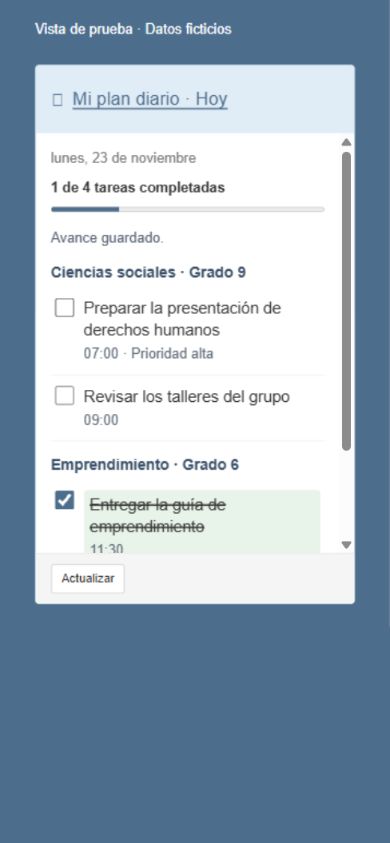 Vista de prueba · Datos ficticios
Mi plan diario · Hoy
lunes, 23 de noviembre
1 de 4 tareas completadas
Avance guardado.
Ciencias sociales · Grado 9
Preparar la presentación de
derechos humanos
07:00 · Prioridad alta
Revisar los talleres del grupo
09:00
Emprendimiento · Grado 6
Entregar la guía de
emprendimiento
11:30
Actualizar